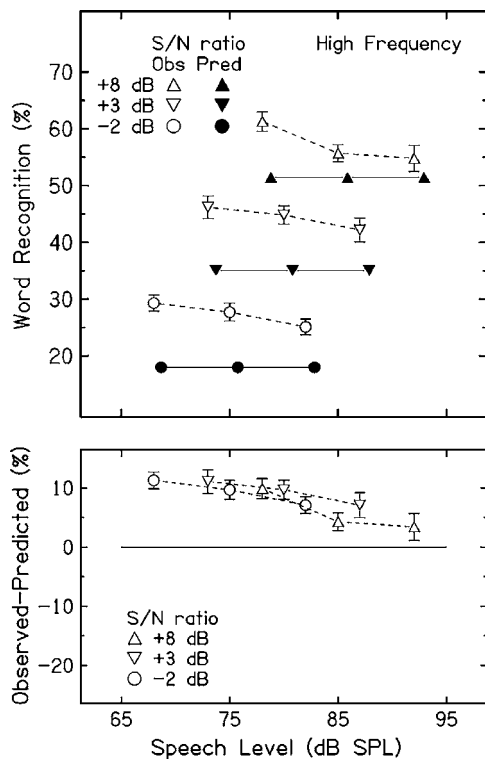 S/N ratio High Frequency
Obs Pred
+8 dB
+3 dB
−2 dB
Word Recognition (%)
70
60
50
40
30
20
Observed−Predicted (%)
10
0
−10
−20
S/N ratio
+8 dB
+3 dB
−2 dB
65 75 85 95
Speech Level (dB SPL)